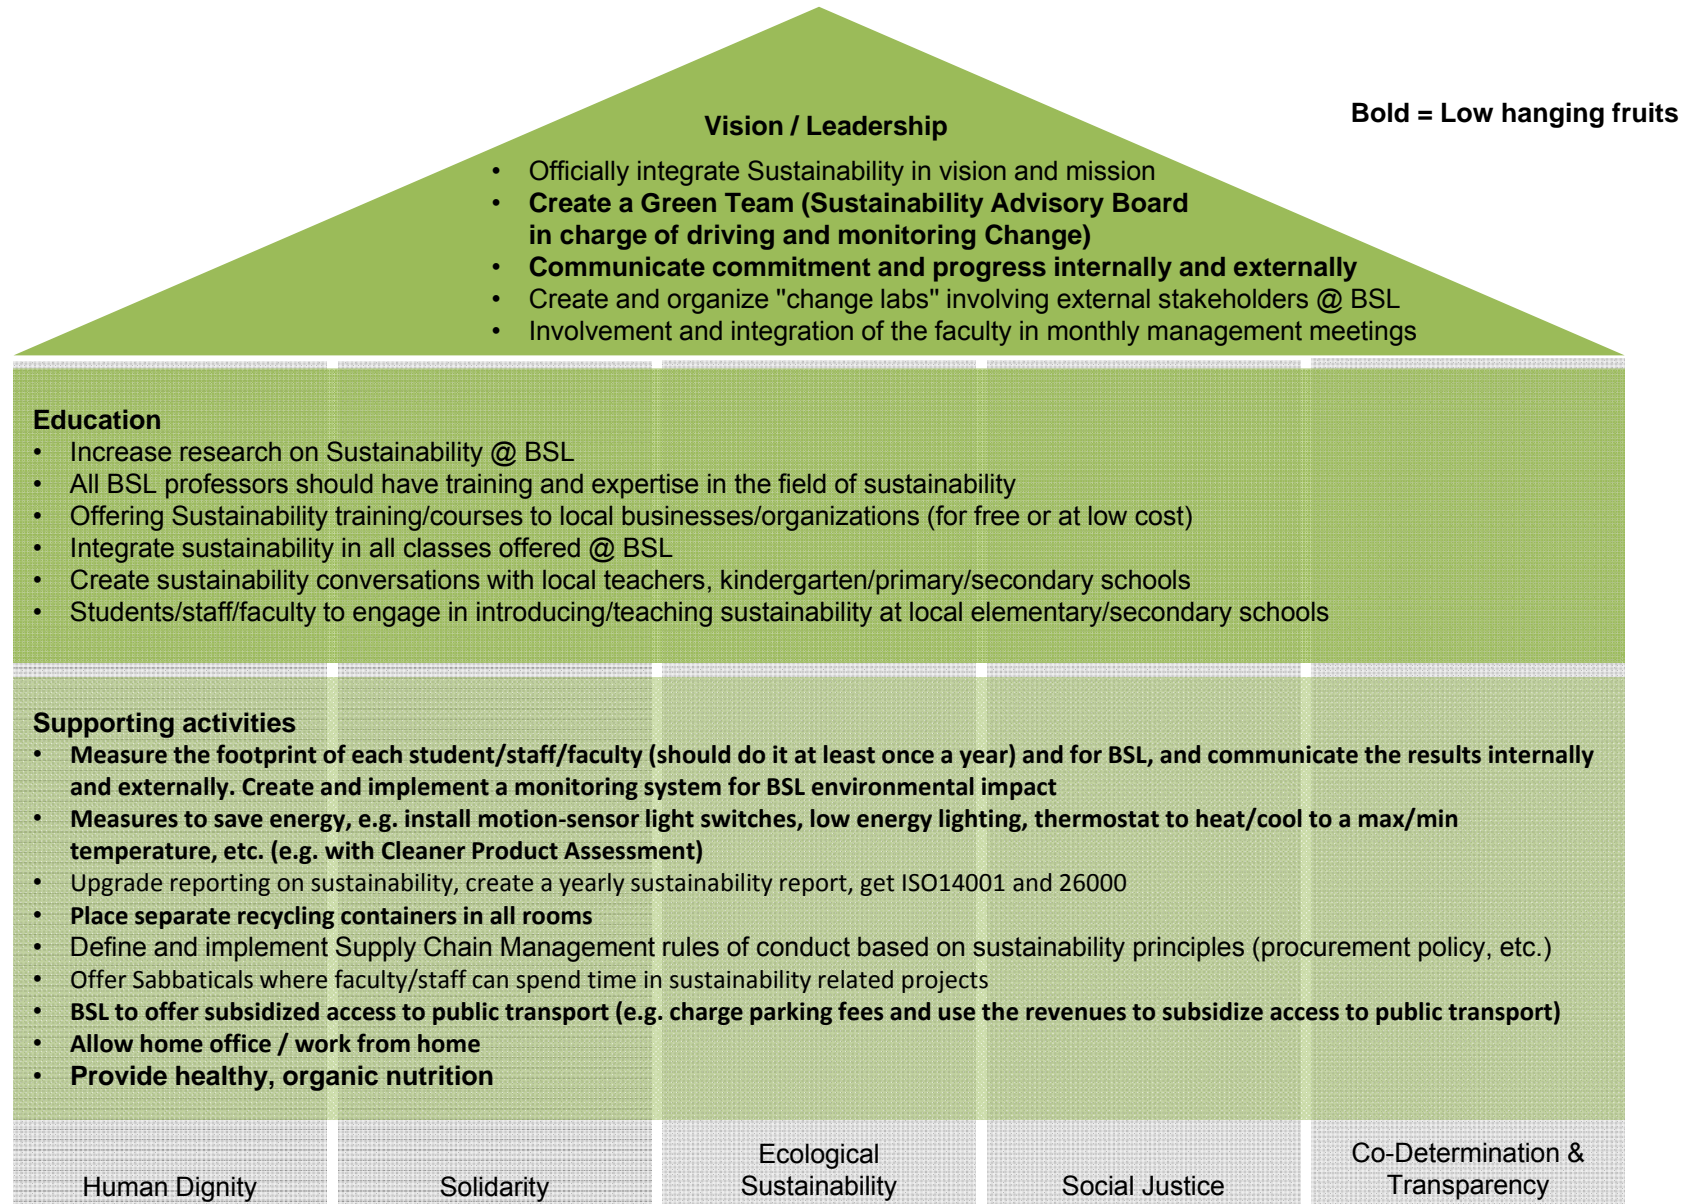 Bold = Low hanging fruits
Vision / Leadership
• Officially integrate Sustainability in vision and mission
• Create a Green Team (Sustainability Advisory Board
in charge of driving and monitoring Change)
• Communicate commitment and progress internally and externally
• Create and organize "change labs" involving external stakeholders @ BSL
• Involvement and integration of the faculty in monthly management meetings
Education
• Increase research on Sustainability @ BSL
• All BSL professors should have training and expertise in the field of sustainability
• Offering Sustainability training/courses to local businesses/organizations (for free or at low cost)
• Integrate sustainability in all classes offered @ BSL
• Create sustainability conversations with local teachers, kindergarten/primary/secondary schools
• Students/staff/faculty to engage in introducing/teaching sustainability at local elementary/secondary schools
Supporting activities
• Measure the footprint of each student/staff/faculty (should do it at least once a year) and for BSL, and communicate the results internally
and externally. Create and implement a monitoring system for BSL environmental impact
• Measures to save energy, e.g. install motion-sensor light switches, low energy lighting, thermostat to heat/cool to a max/min
temperature, etc. (e.g. with Cleaner Product Assessment)
• Upgrade reporting on sustainability, create a yearly sustainability report, get ISO14001 and 26000
• Place separate recycling containers in all rooms
• Define and implement Supply Chain Management rules of conduct based on sustainability principles (procurement policy, etc.)
• Offer Sabbaticals where faculty/staff can spend time in sustainability related projects
• BSL to offer subsidized access to public transport (e.g. charge parking fees and use the revenues to subsidize access to public transport)
• Allow home office / work from home
• Provide healthy, organic nutrition
Human Dignity
Solidarity
Ecological
Sustainability
Social Justice
Co-Determination &
Transparency